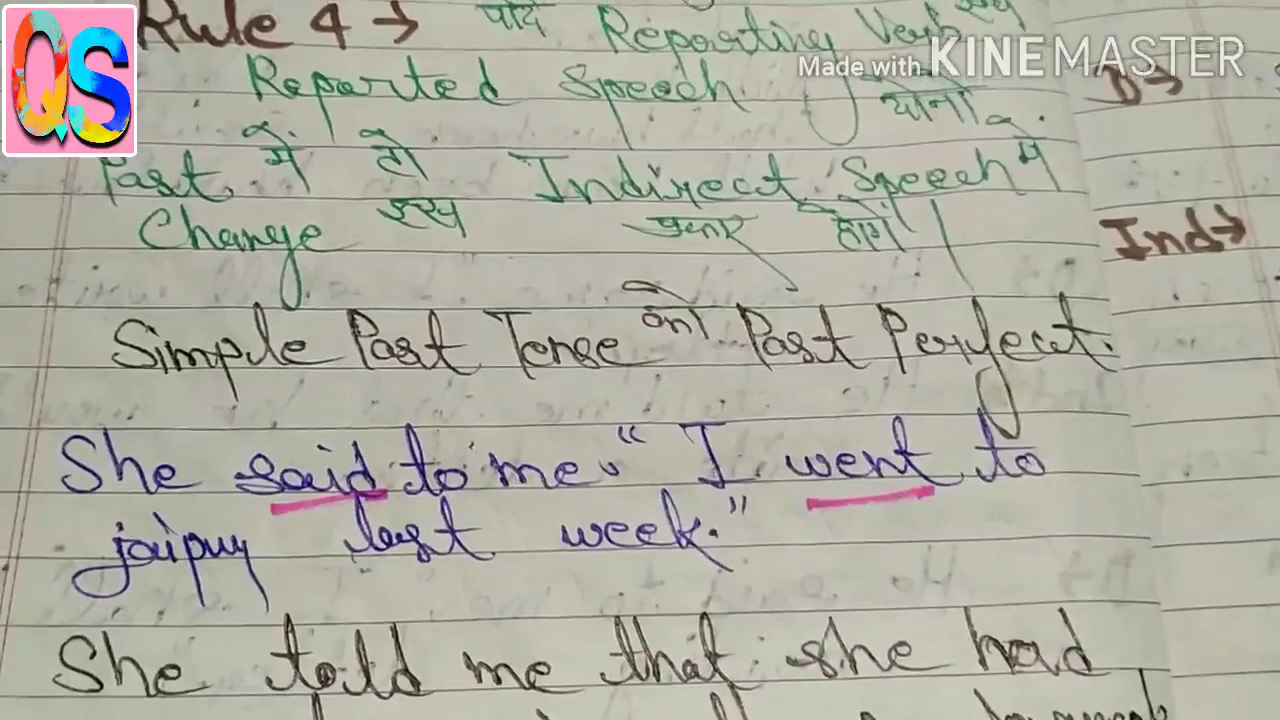 QS
Made with KINEMASTER
Rule 4 → यदि Reporting Verb एवं
Reported Speech दोनों
Past में हो Indirect Speech में
Change इस प्रकार होगें।
Simple Past Tense को Past Perfect.
She said to me, " I went to
jaipur last week."
She told me that she had
D→
Ind→